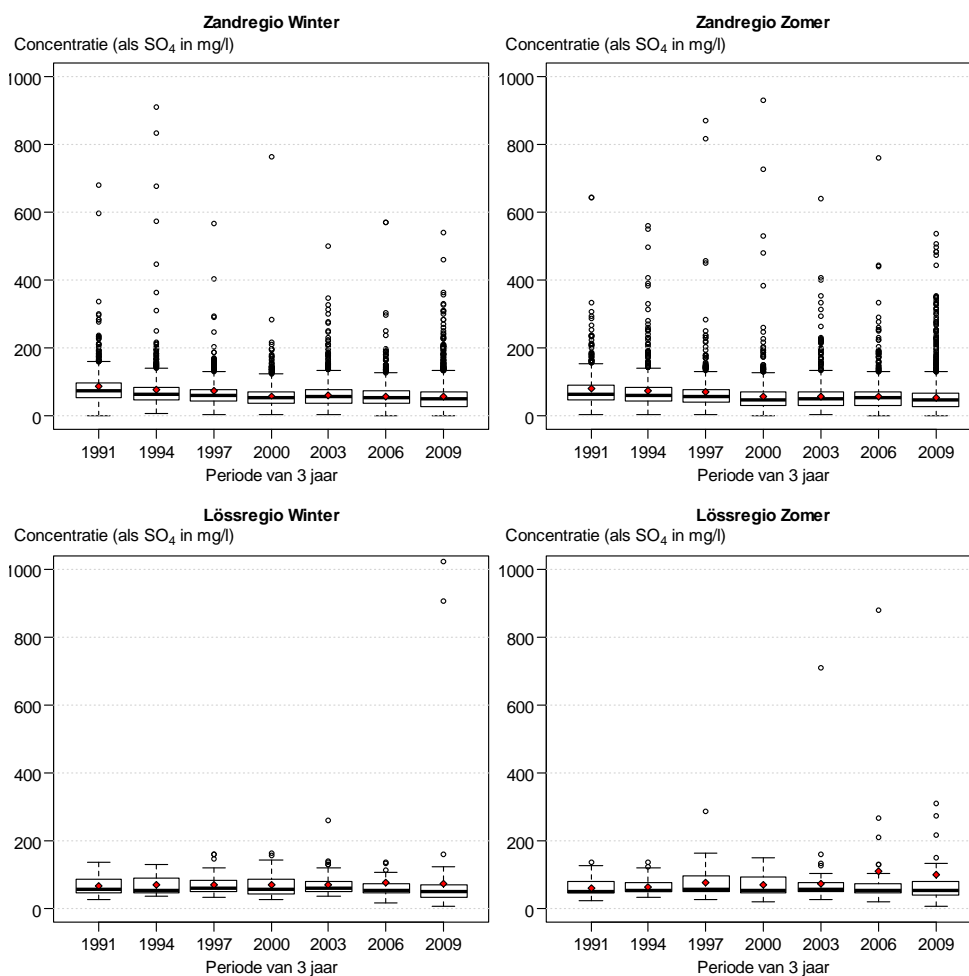 Zandregio Winter
Concentratie (als SO4 in mg/l)
1000
800
600
400
200
0
1991 1994 1997 2000 2003 2006 2009
Periode van 3 jaar
Zandregio Zomer
Concentratie (als SO4 in mg/l)
1000
800
600
400
200
0
1991 1994 1997 2000 2003 2006 2009
Periode van 3 jaar
Lössregio Winter
Concentratie (als SO4 in mg/l)
1000
800
600
400
200
0
1991 1994 1997 2000 2003 2006 2009
Periode van 3 jaar
Lössregio Zomer
Concentratie (als SO4 in mg/l)
1000
800
600
400
200
0
1991 1994 1997 2000 2003 2006 2009
Periode van 3 jaar